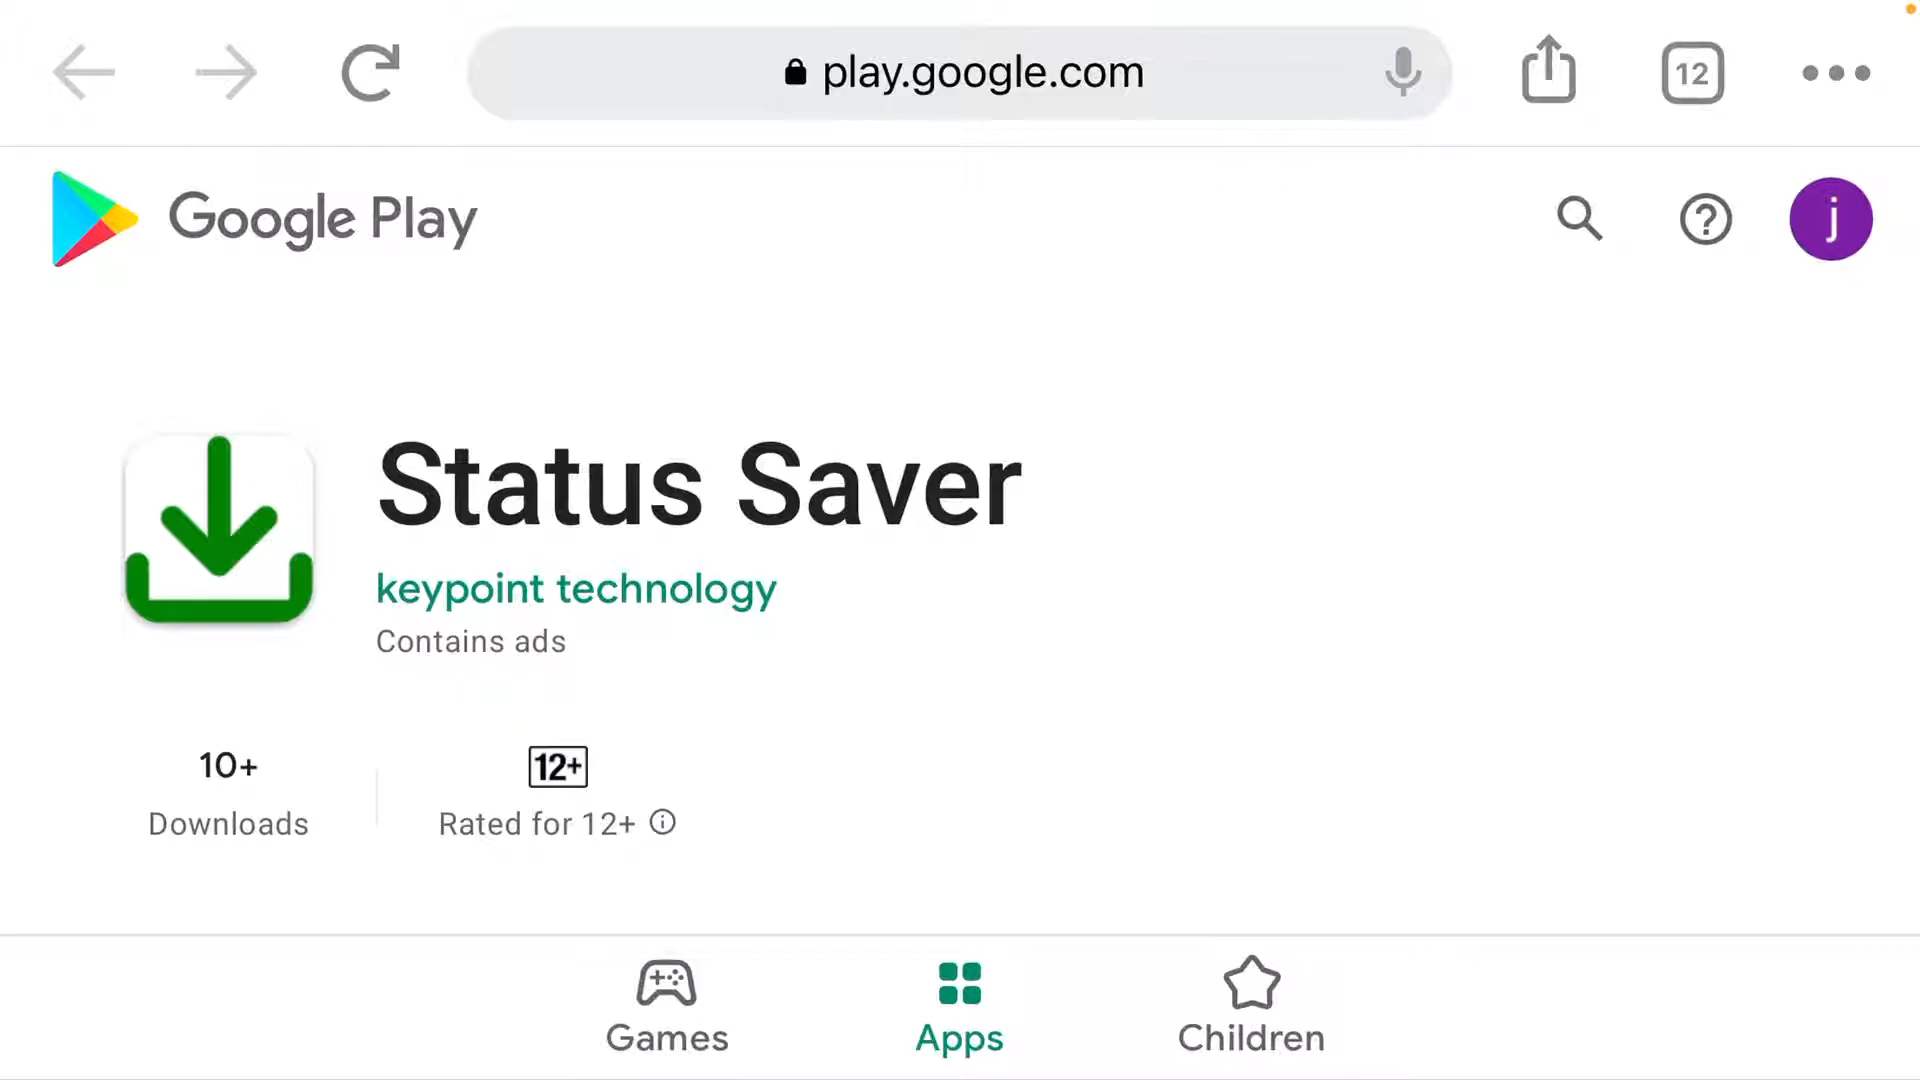 play.google.com
12
Google Play
j
Status Saver
keypoint technology
Contains ads
10+
12+
Downloads
Rated for 12+
Games
Apps
Children